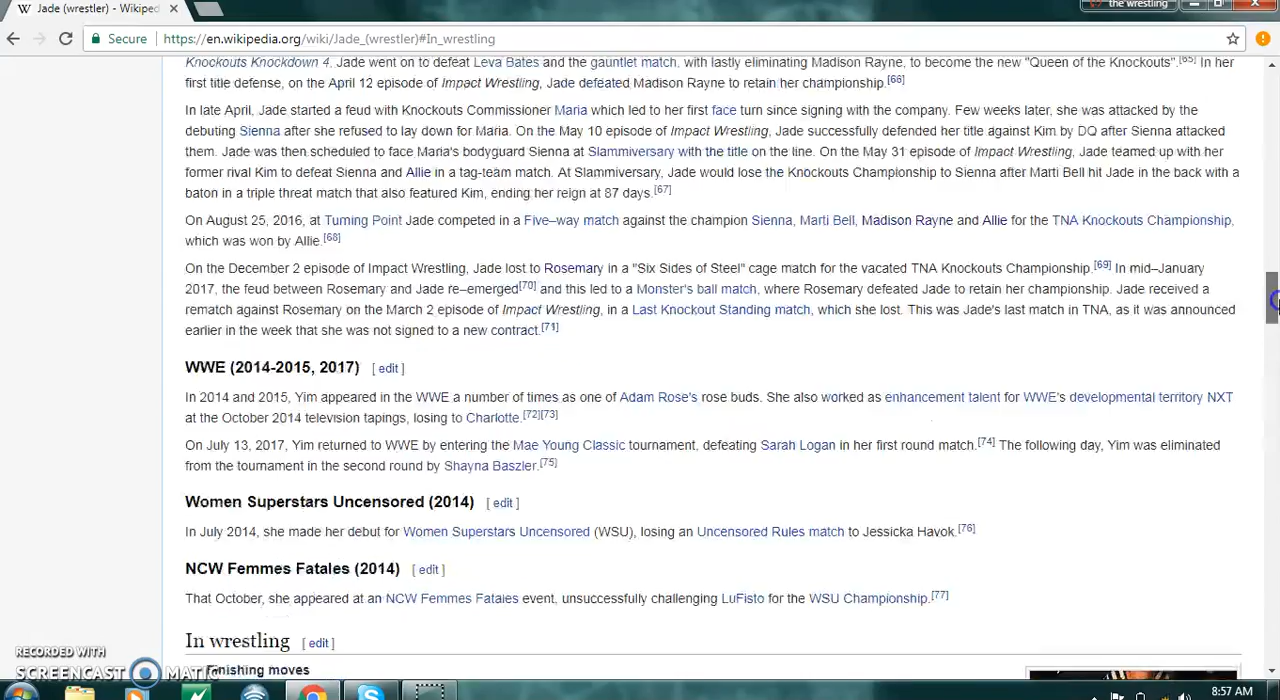 Jade (wrestler) - Wikiped
the wrestling
Secure
https://en.wikipedia.org/wiki/Jade_(wrestler)#In_wrestling
Knockouts Knockdown 4. Jade went on to defeat Leva Bates and the gauntlet match, with lastly eliminating Madison Rayne, to become the new "Queen of the Knockouts".[65] In her
first title defense, on the April 12 episode of Impact Wrestling, Jade defeated Madison Rayne to retain her championship.[66]
In late April, Jade started a feud with Knockouts Commissioner Maria which led to her first face turn since signing with the company. Few weeks later, she was attacked by the
debuting Sienna after she refused to lay down for Maria. On the May 10 episode of Impact Wrestling, Jade successfully defended her title against Kim by DQ after Sienna attacked
them. Jade was then scheduled to face Maria's bodyguard Sienna at Slammiversary with the title on the line. On the May 31 episode of Impact Wrestling, Jade teamed up with her
former rival Kim to defeat Sienna and Allie in a tag-team match. At Slammiversary, Jade would lose the Knockouts Championship to Sienna after Marti Bell hit Jade in the back with a
baton in a triple threat match that also featured Kim, ending her reign at 87 days.[67]
On August 25, 2016, at Turning Point Jade competed in a Five–way match against the champion Sienna, Marti Bell, Madison Rayne and Allie for the TNA Knockouts Championship,
which was won by Allie.[68]
On the December 2 episode of Impact Wrestling, Jade lost to Rosemary in a "Six Sides of Steel" cage match for the vacated TNA Knockouts Championship.[69] In mid–January
2017, the feud between Rosemary and Jade re–emerged[70] and this led to a Monster's ball match, where Rosemary defeated Jade to retain her championship. Jade received a
rematch against Rosemary on the March 2 episode of Impact Wrestling, in a Last Knockout Standing match, which she lost. This was Jade's last match in TNA, as it was announced
earlier in the week that she was not signed to a new contract.[71]
WWE (2014-2015, 2017) [ edit ]
In 2014 and 2015, Yim appeared in the WWE a number of times as one of Adam Rose's rose buds. She also worked as enhancement talent for WWE's developmental territory NXT
at the October 2014 television tapings, losing to Charlotte.[72][73]
On July 13, 2017, Yim returned to WWE by entering the Mae Young Classic tournament, defeating Sarah Logan in her first round match.[74] The following day, Yim was eliminated
from the tournament in the second round by Shayna Baszler.[75]
Women Superstars Uncensored (2014) [ edit ]
In July 2014, she made her debut for Women Superstars Uncensored (WSU), losing an Uncensored Rules match to Jessicka Havok.[76]
NCW Femmes Fatales (2014) [ edit ]
That October, she appeared at an NCW Femmes Fatales event, unsuccessfully challenging LuFisto for the WSU Championship.[77]
In wrestling [ edit ]
Finishing moves
RECORDED WITH
SCREENCAST MATIC
8:57 AM